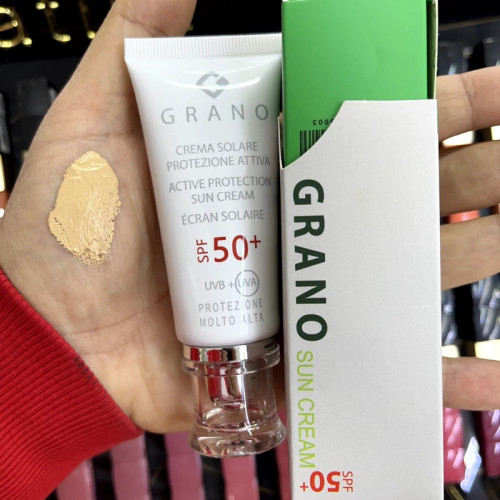 GRANO
CREMA SOLARE
PROTEZIONE ATTIVA
ACTIVE PROTECTION
SUN CREAM
ÉCRAN SOLAIRE
SPF 50+
UVB + UVA
PROTEZIONE
MOLTO ALTA
GRANO
SUN CREAM
SPF
50+